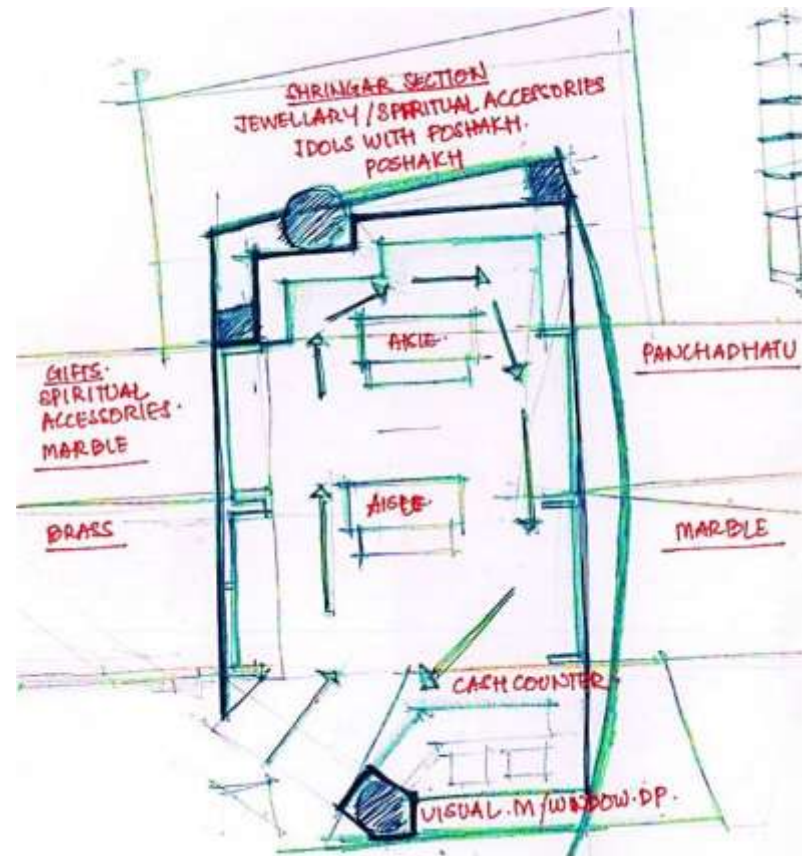 SHRINGAR SECTION
JEWELLARY/SPIRITUAL ACCESSORIES
IDOLS WITH POSHAKH.
POSHAKH
AISLE.
GIFTS.
SPIRITUAL
ACCESSORIES.
MARBLE
PANCHADHATU
AISLE
BRASS
MARBLE
CASH COUNTER.
VISUAL.M/WINDOW.DP.